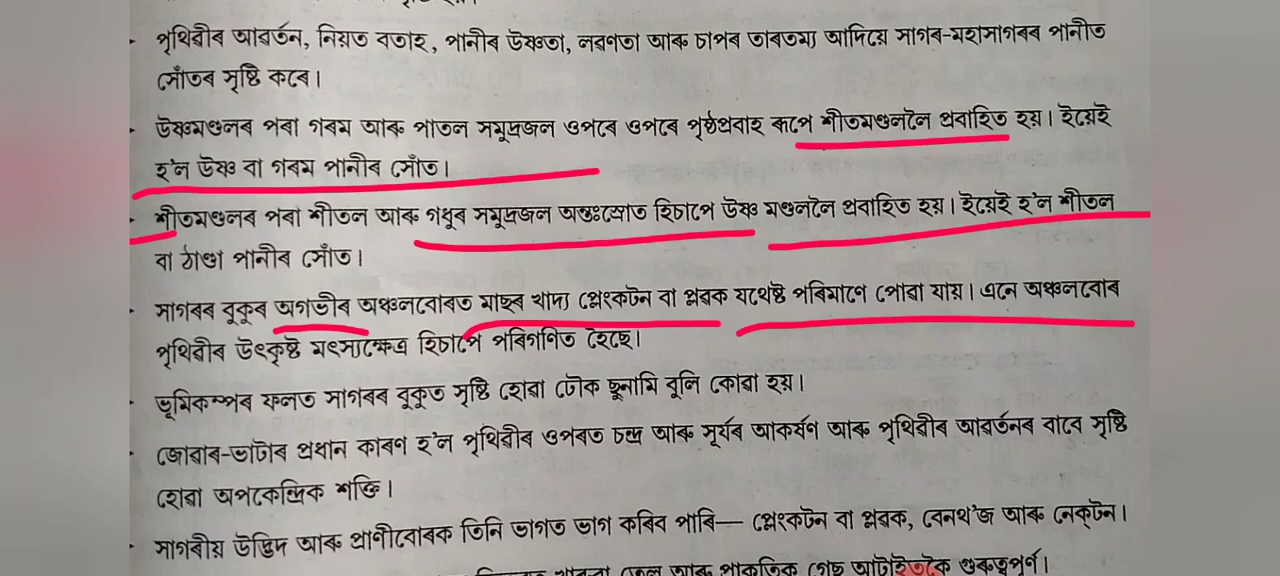 • পৃথিৱীৰ আৱৰ্তন, নিয়ত বতাহ, পানীৰ উষ্ণতা, লৱণতা আৰু চাপৰ তাৰতম্য আদিয়ে সাগৰ-মহাসাগৰৰ পানীত
সোঁতৰ সৃষ্টি কৰে।
• উষ্ণমণ্ডলৰ পৰা গৰম আৰু পাতল সমুদ্ৰজল ওপৰে ওপৰে পৃষ্ঠপ্ৰবাহ ৰূপে শীতমণ্ডললৈ প্ৰবাহিত হয়। ইয়েই
হ'ল উষ্ণ বা গৰম পানীৰ সোঁত।
• শীতমণ্ডলৰ পৰা শীতল আৰু গধুৰ সমুদ্ৰজল অন্তঃস্ৰোত হিচাপে উষ্ণ মণ্ডললৈ প্ৰবাহিত হয়। ইয়েই হ'ল শীতল
বা ঠাণ্ডা পানীৰ সোঁত।
• সাগৰৰ বুকুৰ অগভীৰ অঞ্চলবোৰত মাছৰ খাদ্য প্লেংকটন বা প্লৱক যথেষ্ট পৰিমাণে পোৱা যায়। এনে অঞ্চলবোৰ
পৃথিৱীৰ উৎকৃষ্ট মৎস্যক্ষেত্ৰ হিচাপে পৰিগণিত হৈছে।
• ভূমিকম্পৰ ফলত সাগৰৰ বুকুত সৃষ্টি হোৱা ঢৌক ছুনামি বুলি কোৱা হয়।
• জোৱাৰ-ভাটাৰ প্ৰধান কাৰণ হ'ল পৃথিৱীৰ ওপৰত চন্দ্ৰ আৰু সূৰ্যৰ আকৰ্ষণ আৰু পৃথিৱীৰ আৱৰ্তনৰ বাবে সৃষ্টি
হোৱা অপকেন্দ্ৰিক শক্তি।
• সাগৰীয় উদ্ভিদ আৰু প্ৰাণীবোৰক তিনি ভাগত ভাগ কৰিব পাৰি— প্লেংকটন বা প্লৱক, বেনথ'জ আৰু নেক্‌টন।
তেল আৰু প্ৰাকৃতিক গেছ আটাইতকৈ গুৰুত্বপূৰ্ণ।